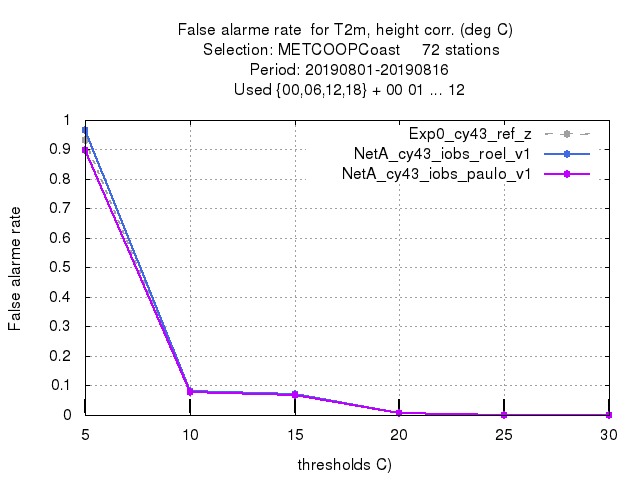 False alarme rate  for T2m, height corr. (deg C)
Selection: METCOOPCoast     72 stations
Period: 20190801-20190816
Used {00,06,12,18} + 00 01 ... 12
Exp0_cy43_ref_z
NetA_cy43_iobs_roel_v1
NetA_cy43_iobs_paulo_v1
False alarme rate
1
0.9
0.8
0.7
0.6
0.5
0.4
0.3
0.2
0.1
0
5 10 15 20 25 30
thresholds C)